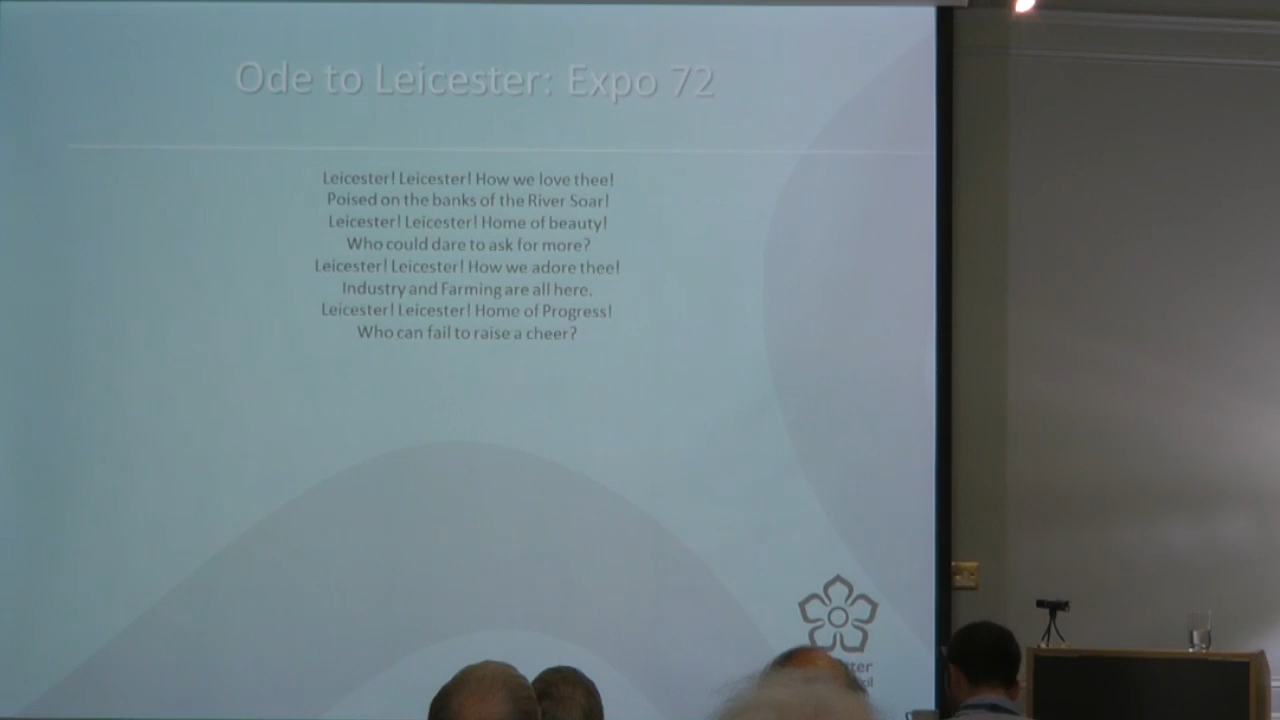 Ode to Leicester: Expo 72
Leicester! Leicester! How we love thee!
Poised on the banks of the River Soar!
Leicester! Leicester! Home of beauty!
Who could dare to ask for more?
Leicester! Leicester! How we adore thee!
Industry and Farming are all here.
Leicester! Leicester! Home of Progress!
Who can fail to raise a cheer?